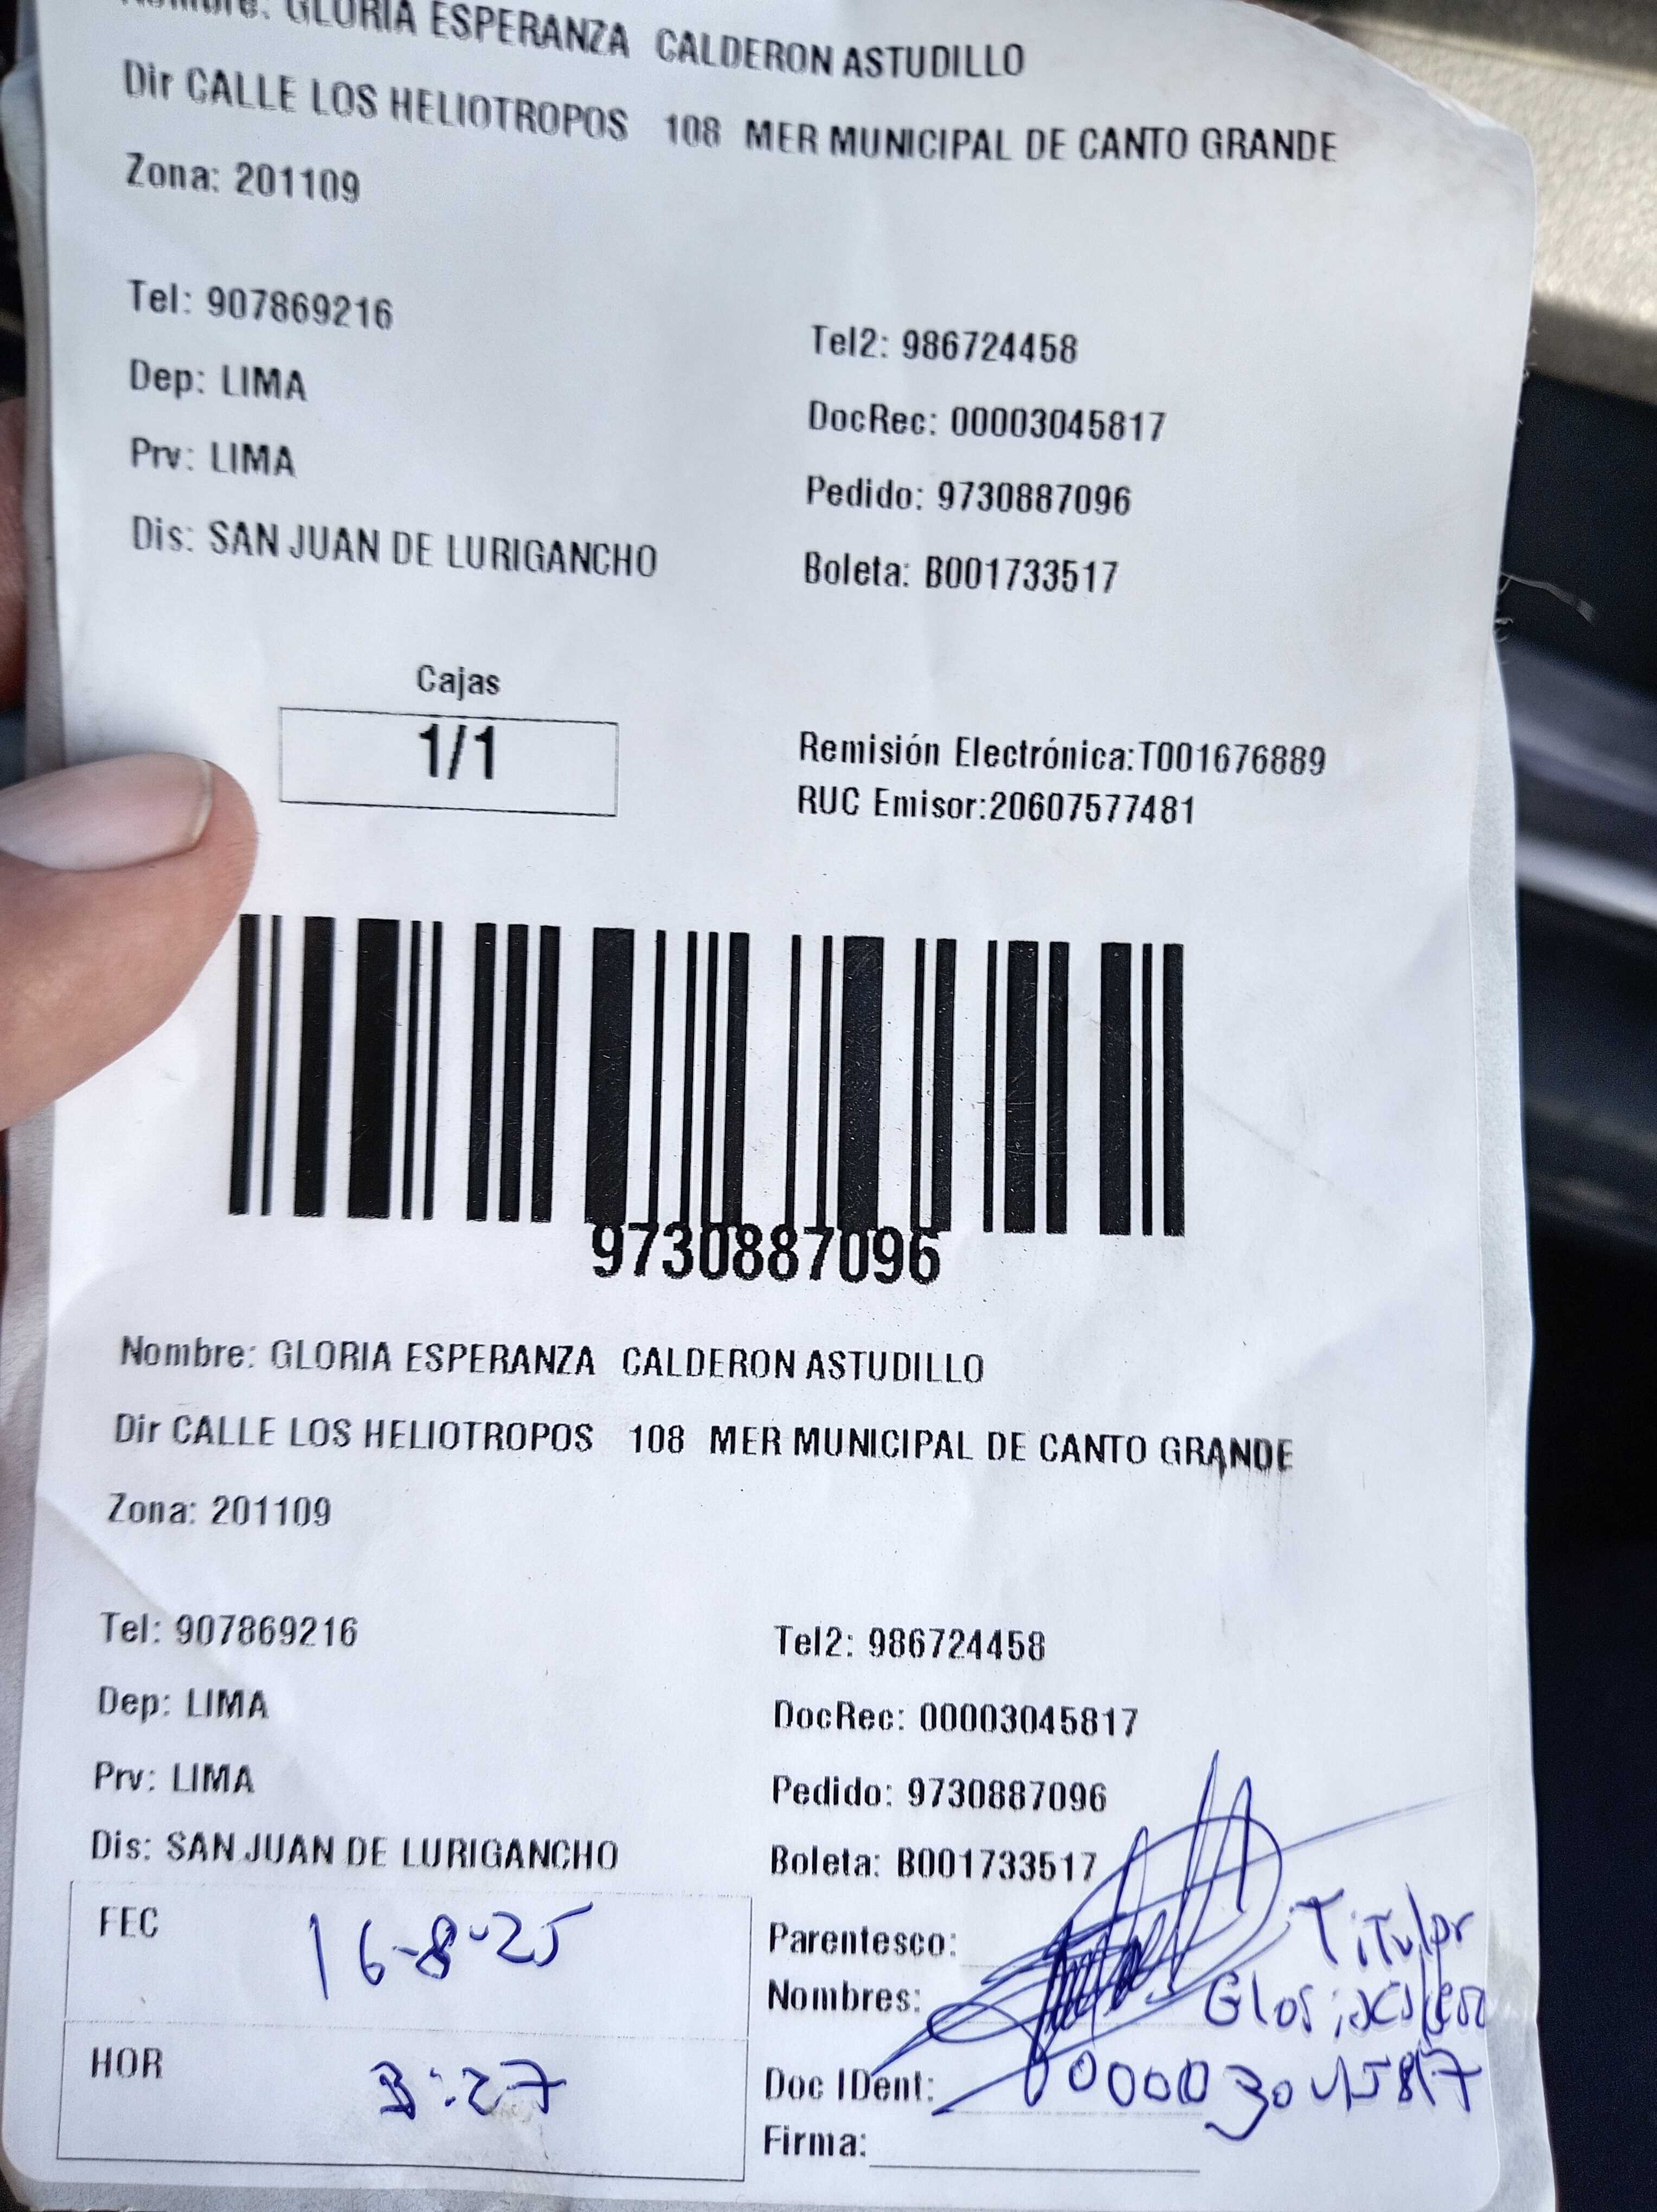 Nombre: GLORIA ESPERANZA CALDERON ASTUDILLO
Dir CALLE LOS HELIOTROPOS 108 MER MUNICIPAL DE CANTO GRANDE
Zona: 201109
Tel: 907869216
Tel2: 986724458
Dep: LIMA
DocRec: 00003045817
Prv: LIMA
Pedido: 9730887096
Dis: SAN JUAN DE LURIGANCHO
Boleta: B001733517
Cajas
1/1
Remisión Electrónica:T001676889
RUC Emisor:20607577481
9730887096
Nombre: GLORIA ESPERANZA CALDERON ASTUDILLO
Dir CALLE LOS HELIOTROPOS 108 MER MUNICIPAL DE CANTO GRANDE
Zona: 201109
Tel: 907869216
Tel2: 986724458
Dep: LIMA
DocRec: 00003045817
Prv: LIMA
Pedido: 9730887096
Dis: SAN JUAN DE LURIGANCHO
Boleta: B001733517
FEC 16-8-25
Parentesco: Titular
Nombres: Gloria
HOR :27
Doc IDent: 00003045817
Firma: